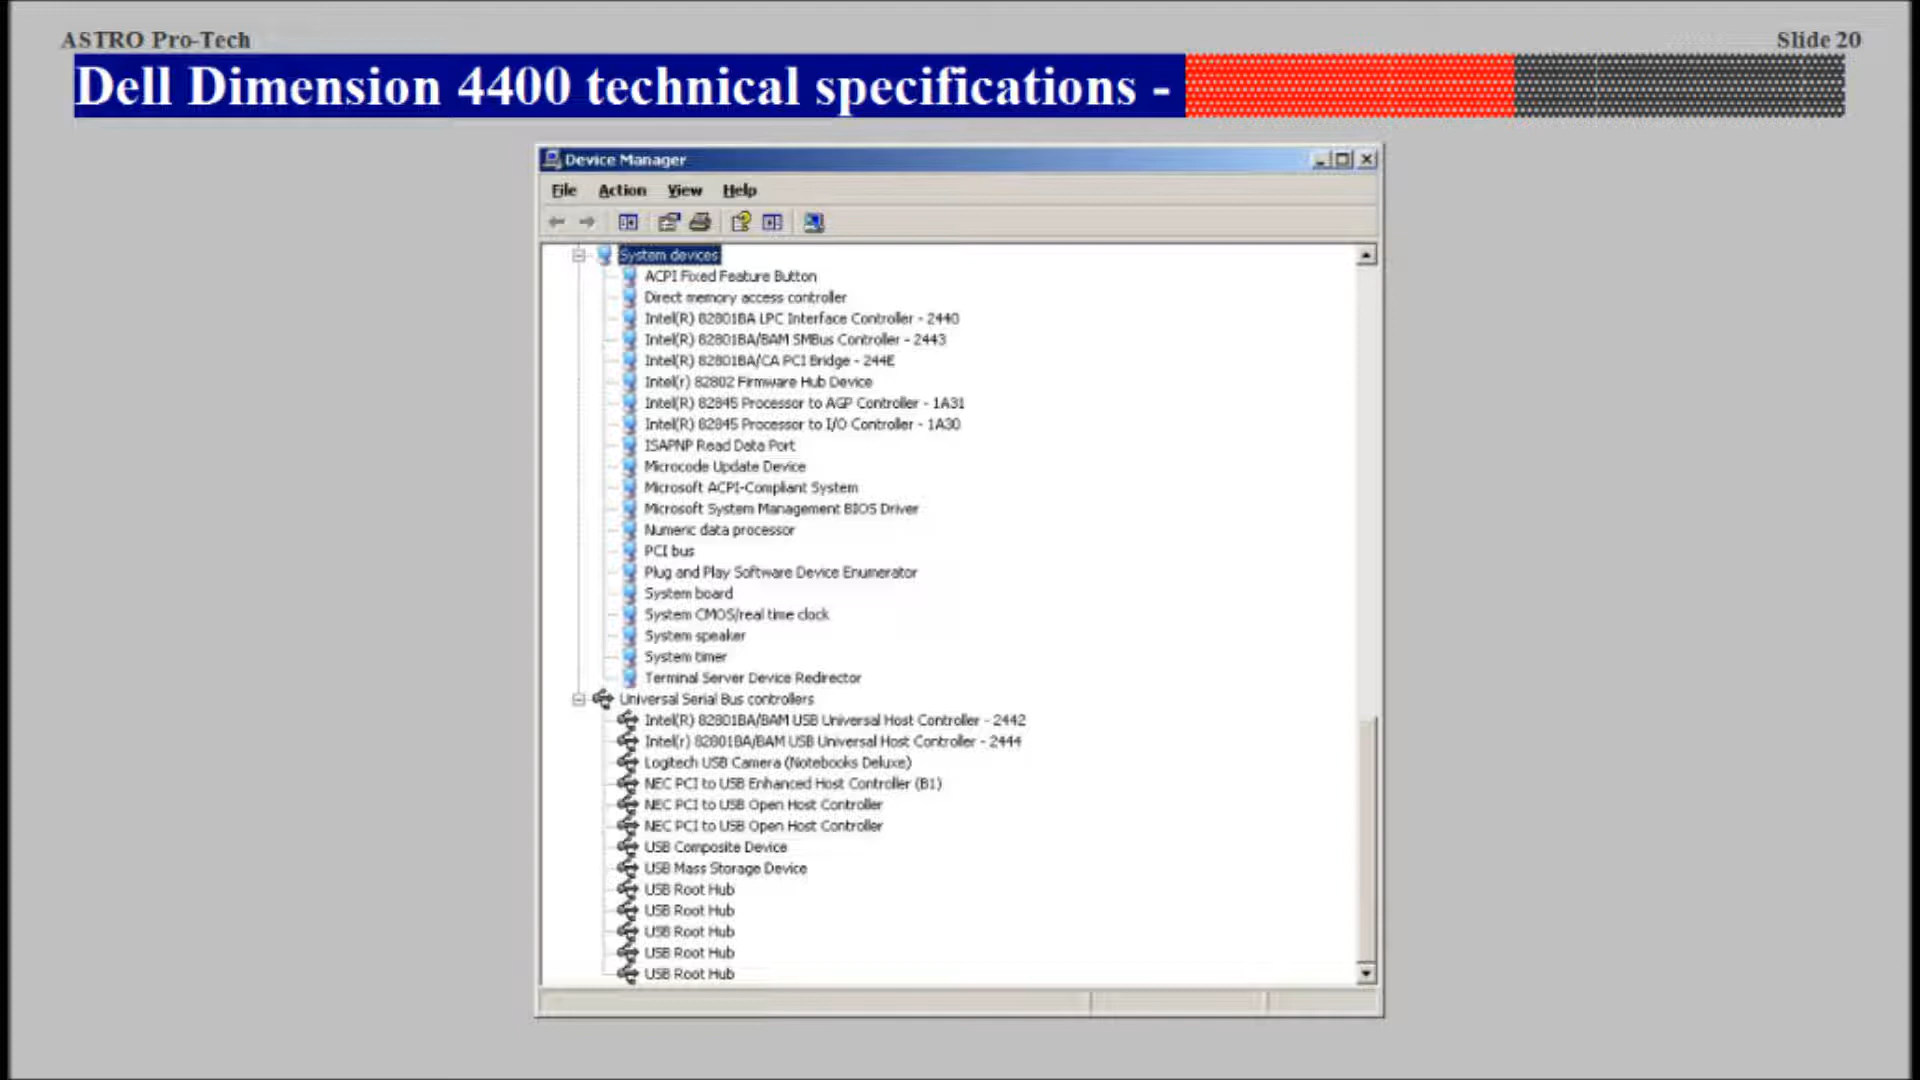 ASTRO Pro-Tech
Slide 20
Dell Dimension 4400 technical specifications -
Device Manager
File Action View Help
System devices
ACPI Fixed Feature Button
Direct memory access controller
Intel(R) 82801BA LPC Interface Controller - 2440
Intel(R) 82801BA/BAM SMBus Controller - 2443
Intel(R) 82801BA/CA PCI Bridge - 244E
Intel(r) 82802 Firmware Hub Device
Intel(R) 82845 Processor to AGP Controller - 1A31
Intel(R) 82845 Processor to I/O Controller - 1A30
ISAPNP Read Data Port
Microcode Update Device
Microsoft ACPI-Compliant System
Microsoft System Management BIOS Driver
Numeric data processor
PCI bus
Plug and Play Software Device Enumerator
System board
System CMOS/real time clock
System speaker
System timer
Terminal Server Device Redirector
Universal Serial Bus controllers
Intel(R) 82801BA/BAM USB Universal Host Controller - 2442
Intel(r) 82801BA/BAM USB Universal Host Controller - 2444
Logitech USB Camera (Notebooks Deluxe)
NEC PCI to USB Enhanced Host Controller (B1)
NEC PCI to USB Open Host Controller
NEC PCI to USB Open Host Controller
USB Composite Device
USB Mass Storage Device
USB Root Hub
USB Root Hub
USB Root Hub
USB Root Hub
USB Root Hub